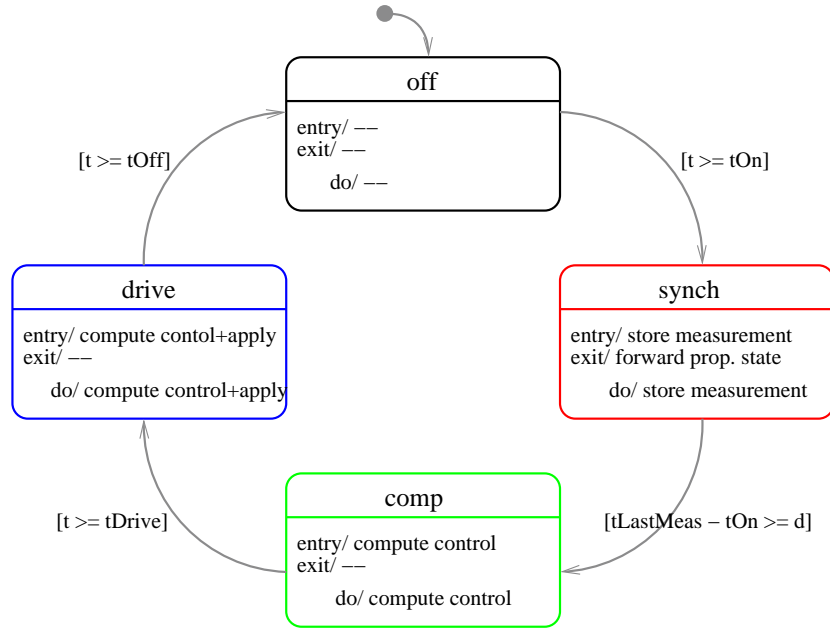 off
entry/ −−
exit/ −−
do/ −−
[t >= tOff]
[t >= tOn]
drive
entry/ compute contol+apply
exit/ −−
do/ compute control+apply
synch
entry/ store measurement
exit/ forward prop. state
do/ store measurement
comp
entry/ compute control
exit/ −−
do/ compute control
[t >= tDrive]
[tLastMeas − tOn >= d]